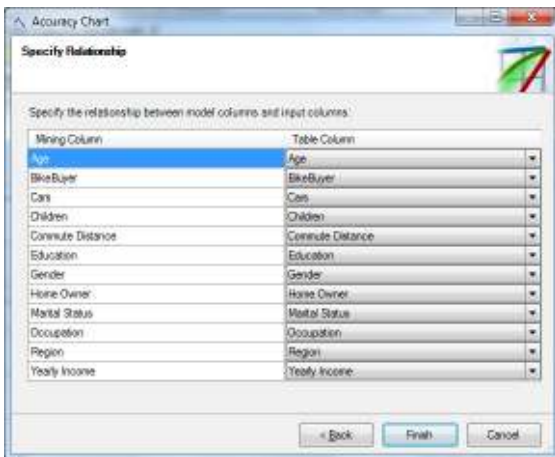 Accuracy Chart
Specify Relationship
Specify the relationship between model columns and input columns:
Mining Column Table Column
Age Age
BikeBuyer BikeBuyer
Cars Cars
Children Children
Commute Distance Commute Distance
Education Education
Gender Gender
Home Owner Home Owner
Marital Status Marital Status
Occupation Occupation
Region Region
Yearly Income Yearly Income
< Back Finish Cancel